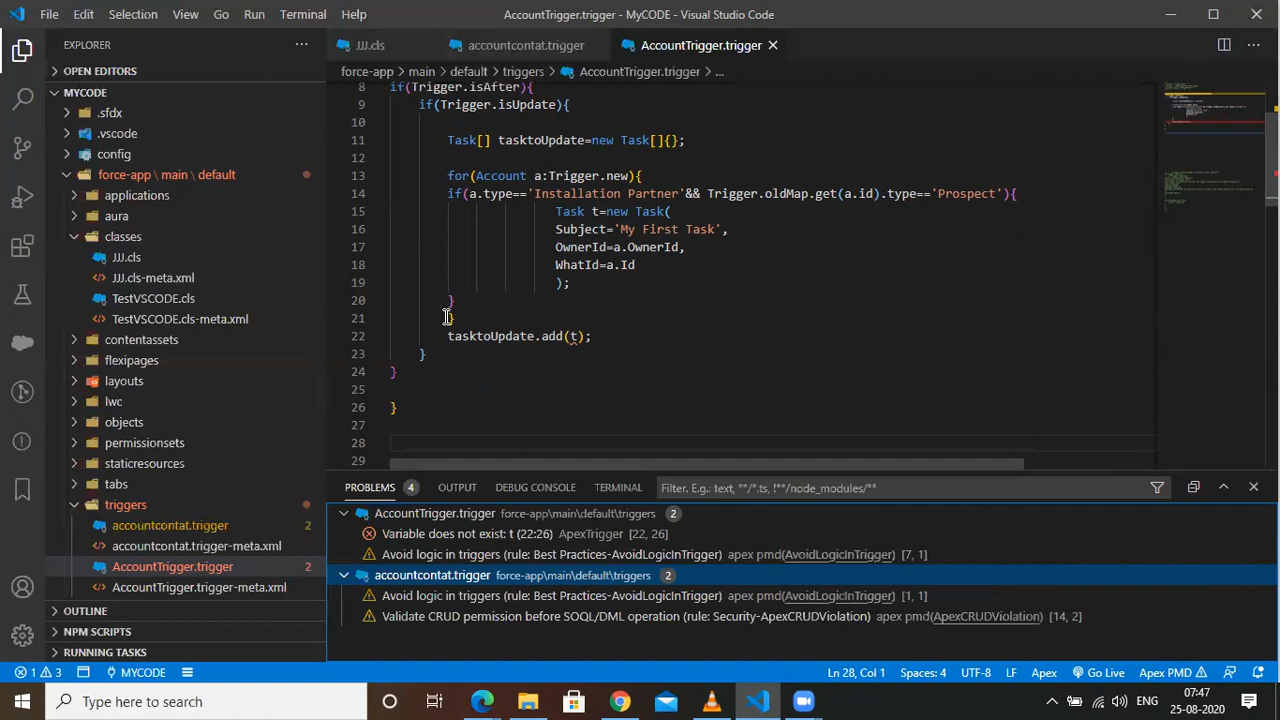 File Edit Selection View Go Run Terminal Help
AccountTrigger.trigger - MyCODE - Visual Studio Code
EXPLORER
JJJ.cls
accountcontat.trigger
AccountTrigger.trigger
OPEN EDITORS
force-app > main > default > triggers > AccountTrigger.trigger > ...
MYCODE
.sfdx
.vscode
config
force-app \ main \ default
applications
aura
classes
JJJ.cls
JJJ.cls-meta.xml
TestVSCODE.cls
TestVSCODE.cls-meta.xml
contentassets
flexipages
layouts
lwc
objects
permissionsets
staticresources
tabs
triggers
accountcontat.trigger 2
accountcontat.trigger-meta.xml
AccountTrigger.trigger 2
AccountTrigger.trigger-meta.xml
OUTLINE
NPM SCRIPTS
RUNNING TASKS
8 if(Trigger.isAfter){
9 if(Trigger.isUpdate){
10
11 Task[] tasktoUpdate=new Task[]{};
12
13 for(Account a:Trigger.new){
14 if(a.type=='Installation Partner'&& Trigger.oldMap.get(a.id).type=='Prospect'){
15 Task t=new Task(
16 Subject='My First Task',
17 OwnerId=a.OwnerId,
18 WhatId=a.Id
19 );
20 }
21 }
22 tasktoUpdate.add(t);
23 }
24 }
25
26 }
27
28
29
PROBLEMS 4 OUTPUT DEBUG CONSOLE TERMINAL Filter. E.g.: text, **/*.ts, !**/node_modules/**
AccountTrigger.trigger force-app\main\default\triggers 2
Variable does not exist: t (22:26) ApexTrigger [22, 26]
Avoid logic in triggers (rule: Best Practices-AvoidLogicInTrigger) apex pmd(AvoidLogicInTrigger) [7, 1]
accountcontat.trigger force-app\main\default\triggers 2
Avoid logic in triggers (rule: Best Practices-AvoidLogicInTrigger) apex pmd(AvoidLogicInTrigger) [1, 1]
Validate CRUD permission before SOQL/DML operation (rule: Security-ApexCRUDViolation) apex pmd(ApexCRUDViolation) [14, 2]
1 3 MYCODE
Ln 28, Col 1 Spaces: 4 UTF-8 LF Apex Go Live Apex PMD
Type here to search
ENG
07:47
25-08-2020